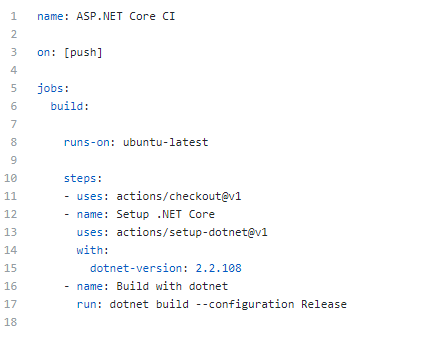 1 name: ASP.NET Core CI
2
3 on: [push]
4
5 jobs:
6   build:
7
8     runs-on: ubuntu-latest
9
10     steps:
11     - uses: actions/checkout@v1
12     - name: Setup .NET Core
13       uses: actions/setup-dotnet@v1
14       with:
15         dotnet-version: 2.2.108
16     - name: Build with dotnet
17       run: dotnet build --configuration Release
18